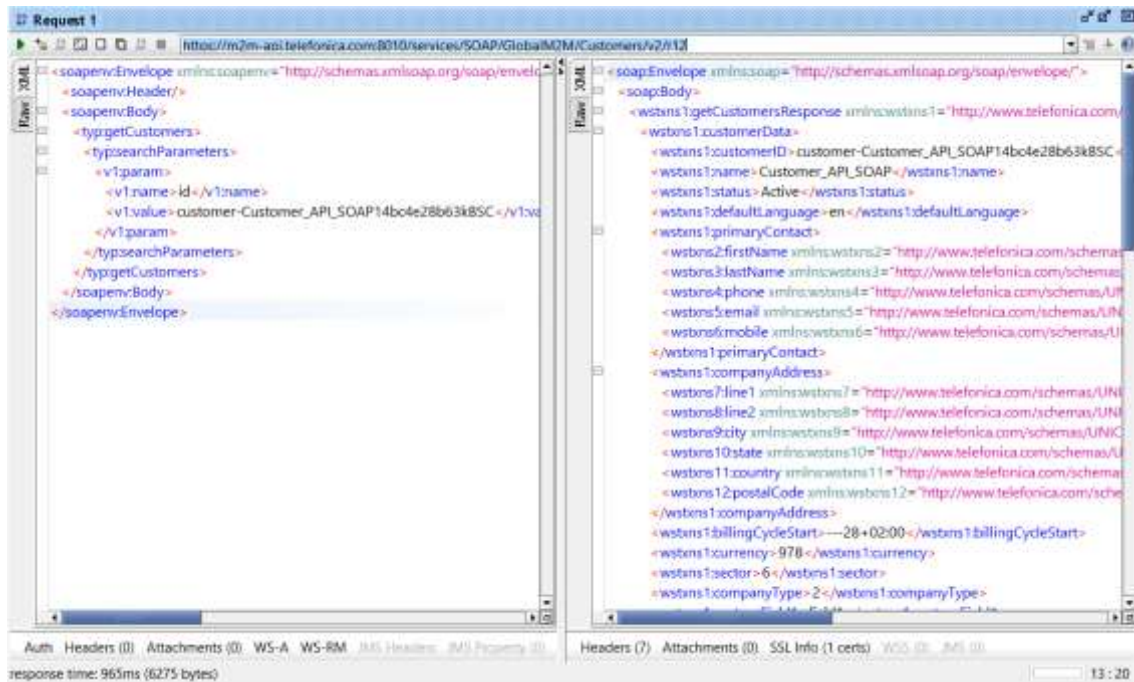 Request 1
https://m2m-api.telefonica.com:8010/services/SOAP/GlobalM2M/Customers/v2/r12
XML
Raw
<soapenv:Envelope xmlns:soapenv="http://schemas.xmlsoap.org/soap/envelo
<soapenv:Header/>
<soapenv:Body>
<typ:getCustomers>
<typ:searchParameters>
<v1:param>
<v1:name>id</v1:name>
<v1:value>customer-Customer_API_SOAP14bc4e28b63k8SC</v1:va
</v1:param>
</typ:searchParameters>
</typ:getCustomers>
</soapenv:Body>
</soapenv:Envelope>
XML
Raw
<soap:Envelope xmlns:soap="http://schemas.xmlsoap.org/soap/envelope/">
<soap:Body>
<wstxns1:getCustomersResponse xmlns:wstxns1="http://www.telefonica.com/
<wstxns1:customerData>
<wstxns1:customerID>customer-Customer_API_SOAP14bc4e28b63k8SC<
<wstxns1:name>Customer_API_SOAP</wstxns1:name>
<wstxns1:status>Active</wstxns1:status>
<wstxns1:defaultLanguage>en</wstxns1:defaultLanguage>
<wstxns1:primaryContact>
<wstxns2:firstName xmlns:wstxns2="http://www.telefonica.com/schemas
<wstxns3:lastName xmlns:wstxns3="http://www.telefonica.com/schemas
<wstxns4:phone xmlns:wstxns4="http://www.telefonica.com/schemas/UN
<wstxns5:email xmlns:wstxns5="http://www.telefonica.com/schemas/UNI
<wstxns6:mobile xmlns:wstxns6="http://www.telefonica.com/schemas/U
</wstxns1:primaryContact>
<wstxns1:companyAddress>
<wstxns7:line1 xmlns:wstxns7="http://www.telefonica.com/schemas/UNI
<wstxns8:line2 xmlns:wstxns8="http://www.telefonica.com/schemas/UNI
<wstxns9:city xmlns:wstxns9="http://www.telefonica.com/schemas/UNIC
<wstxns10:state xmlns:wstxns10="http://www.telefonica.com/schemas/U
<wstxns11:country xmlns:wstxns11="http://www.telefonica.com/schemas
<wstxns12:postalCode xmlns:wstxns12="http://www.telefonica.com/sche
</wstxns1:companyAddress>
<wstxns1:billingCycleStart>---28+02:00</wstxns1:billingCycleStart>
<wstxns1:currency>978</wstxns1:currency>
<wstxns1:sector>6</wstxns1:sector>
<wstxns1:companyType>2</wstxns1:companyType>
Auth Headers (0) Attachments (0) WS-A WS-RM JMS Headers JMS Property (0)
Headers (7) Attachments (0) SSL Info (1 certs) WSS (0) JMS (0)
response time: 965ms (6275 bytes)
13 : 20